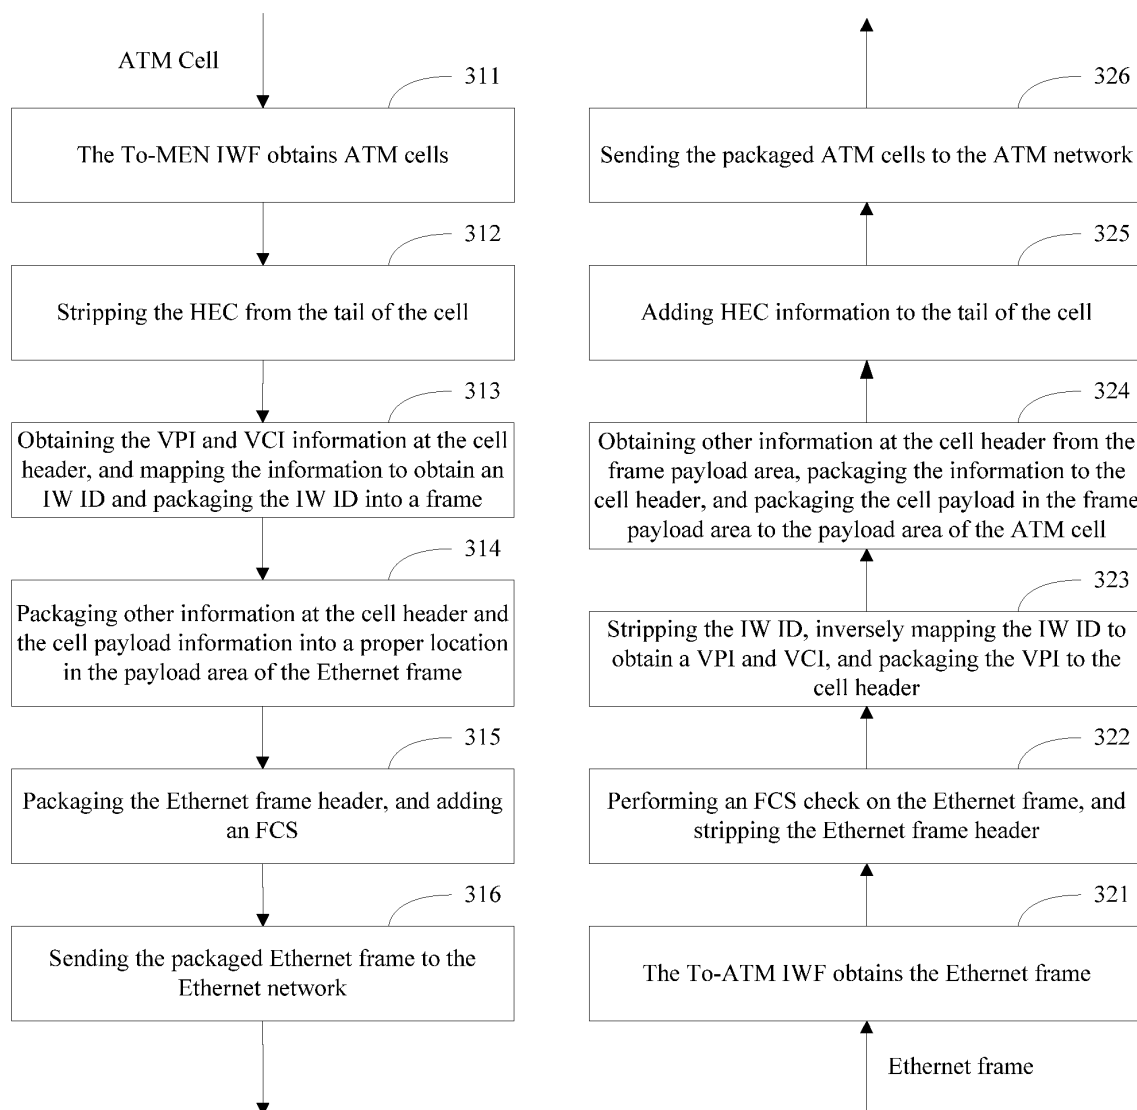 ATM Cell
311
The To-MEN IWF obtains ATM cells
312
Stripping the HEC from the tail of the cell
313
Obtaining the VPI and VCI information at the cell
header, and mapping the information to obtain an
IW ID and packaging the IW ID into a frame
314
Packaging other information at the cell header and
the cell payload information into a proper location
in the payload area of the Ethernet frame
315
Packaging the Ethernet frame header, and adding
an FCS
316
Sending the packaged Ethernet frame to the
Ethernet network
326
Sending the packaged ATM cells to the ATM network
325
Adding HEC information to the tail of the cell
324
Obtaining other information at the cell header from the
frame payload area, packaging the information to the
cell header, and packaging the cell payload in the frame
payload area to the payload area of the ATM cell
323
Stripping the IW ID, inversely mapping the IW ID to
obtain a VPI and VCI, and packaging the VPI to the
cell header
322
Performing an FCS check on the Ethernet frame, and
stripping the Ethernet frame header
321
The To-ATM IWF obtains the Ethernet frame
Ethernet frame